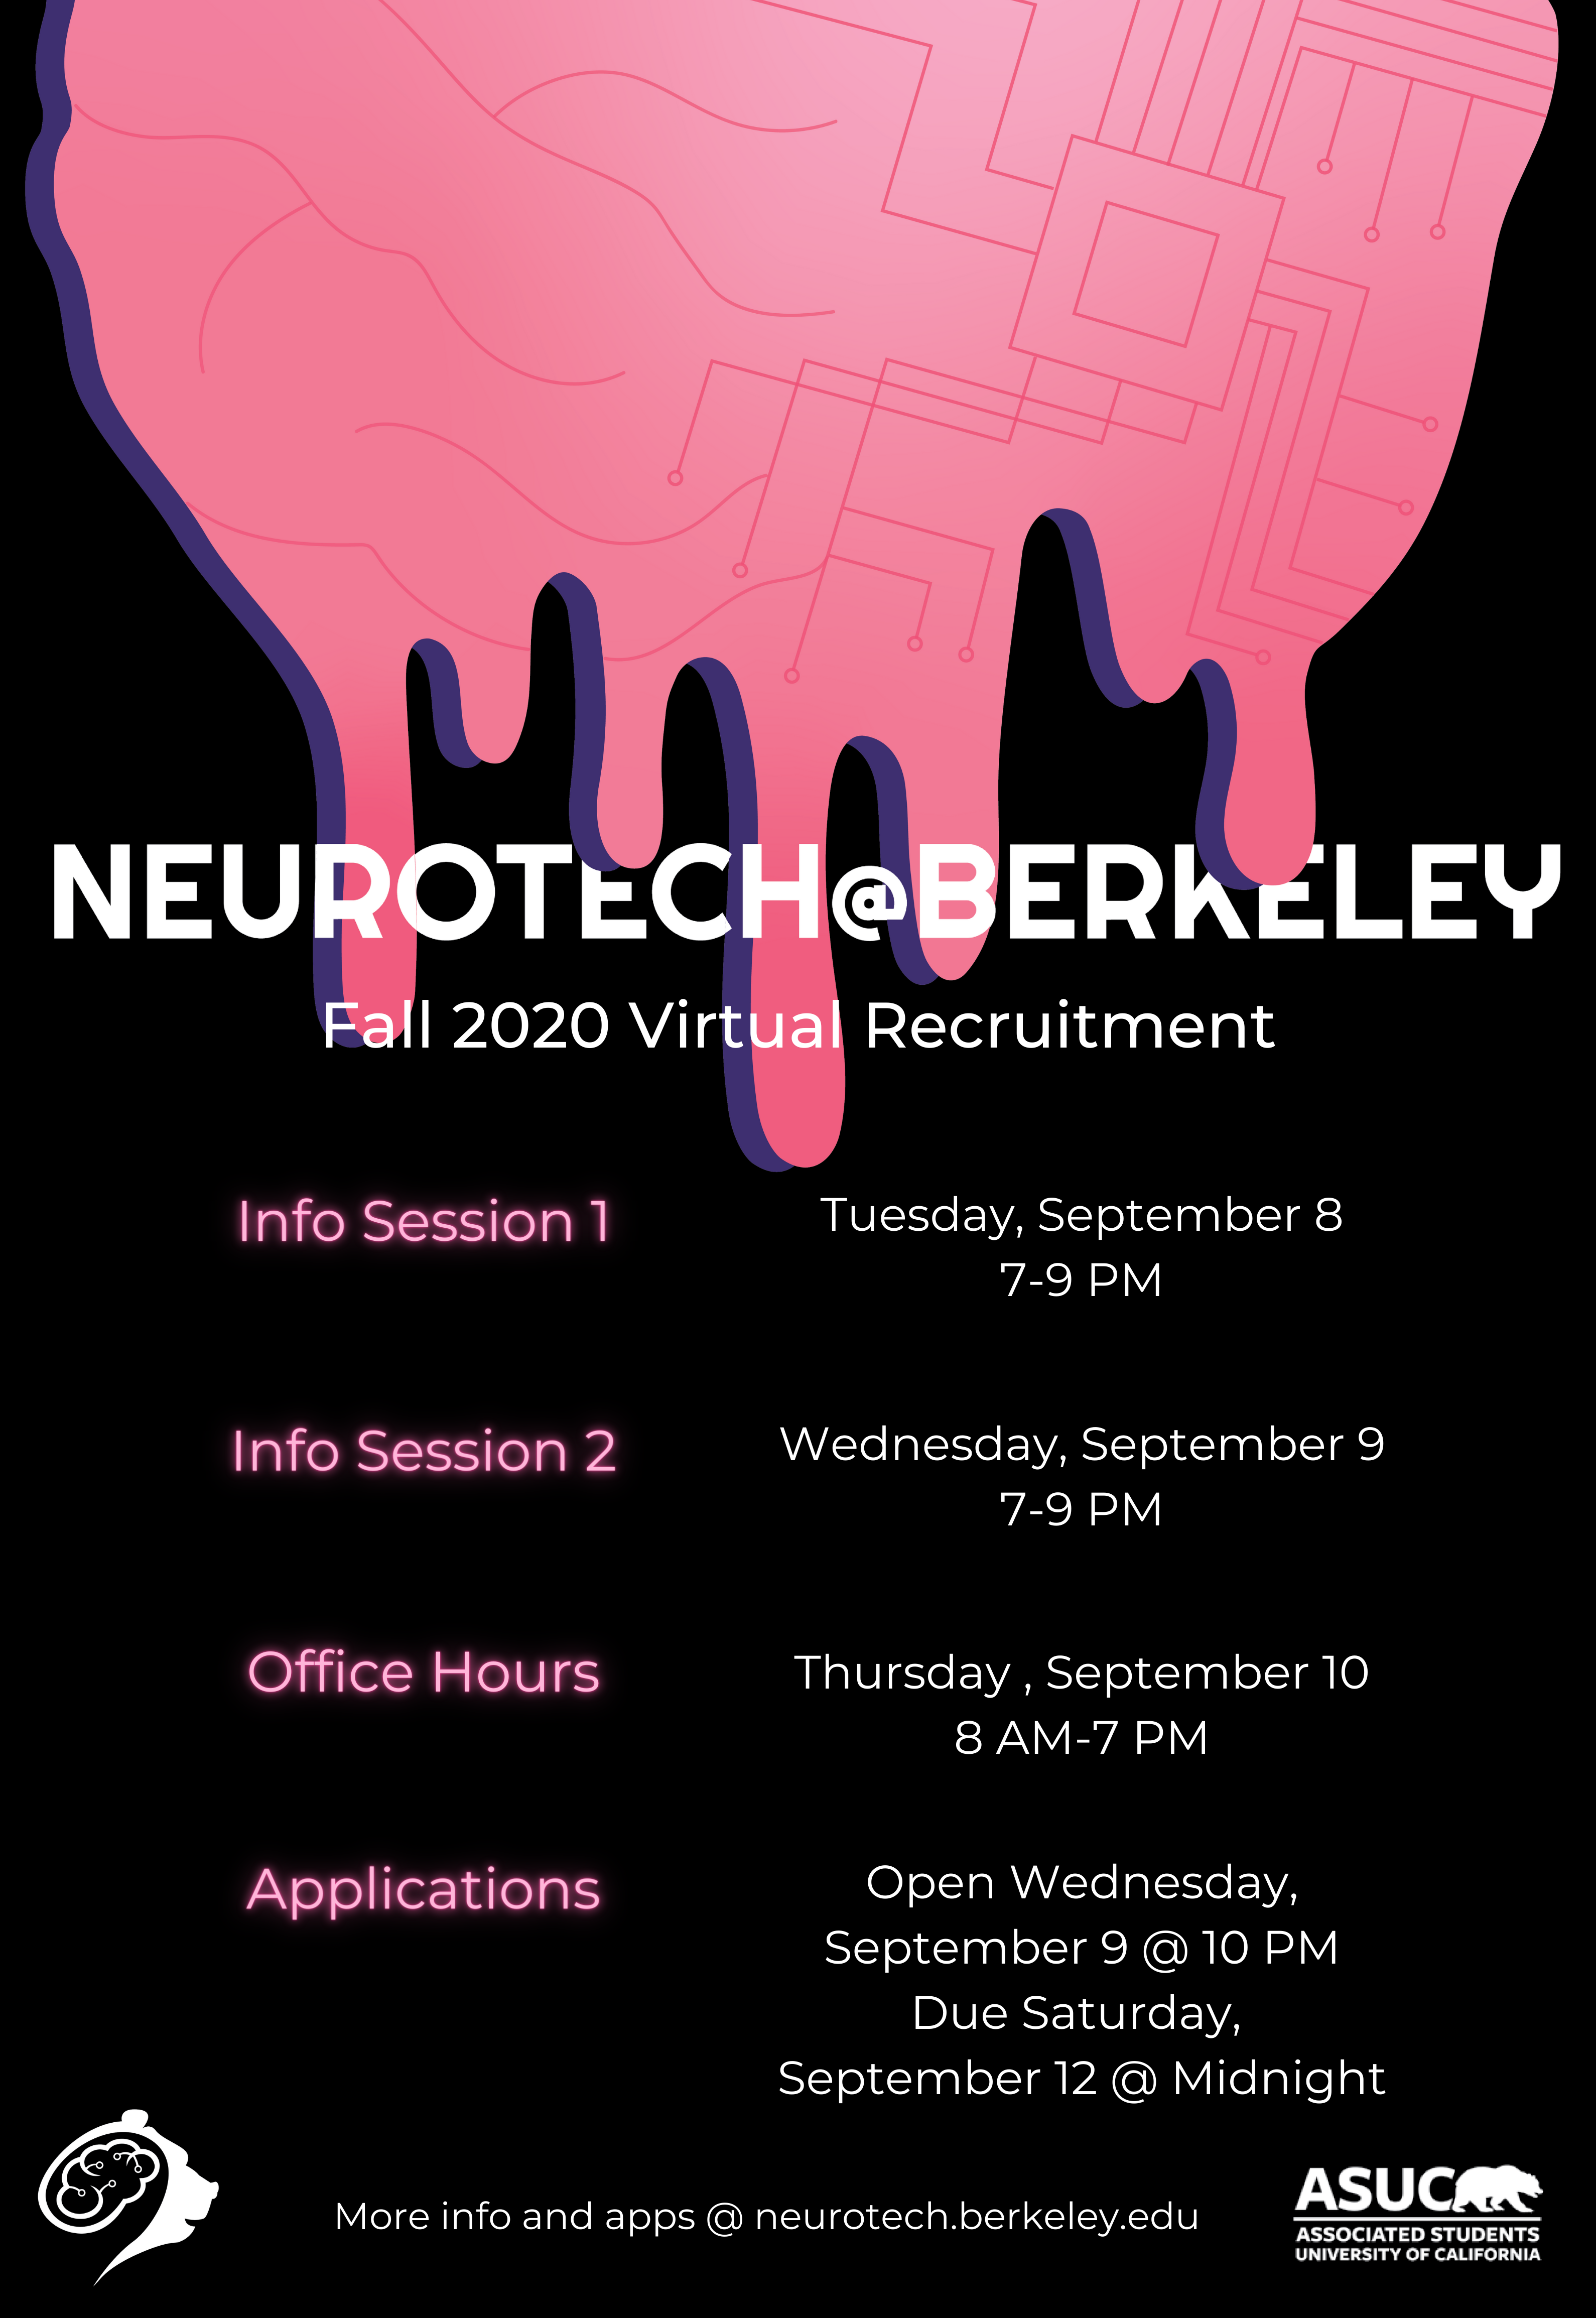 NEUROTECH@BERKELEY
Fall 2020 Virtual Recruitment
Info Session 1
Tuesday, September 8
7-9 PM
Info Session 2
Wednesday, September 9
7-9 PM
Office Hours
Thursday , September 10
8 AM-7 PM
Applications
Open Wednesday,
September 9 @ 10 PM
Due Saturday,
September 12 @ Midnight
More info and apps @ neurotech.berkeley.edu
ASUC
ASSOCIATED STUDENTS
UNIVERSITY OF CALIFORNIA